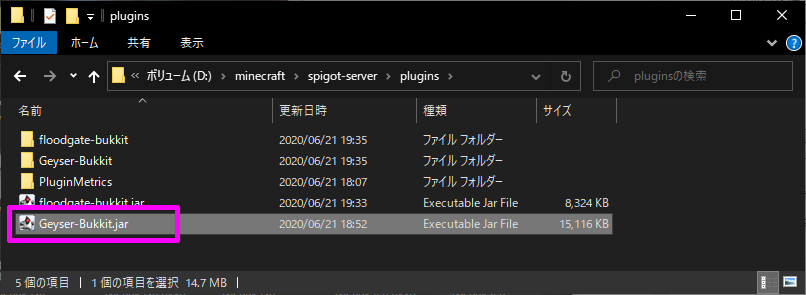 plugins
ファイル ホーム 共有 表示
ボリューム (D:) minecraft spigot-server plugins pluginsの検索
名前 更新日時 種類 サイズ
floodgate-bukkit 2020/06/21 19:35 ファイル フォルダー
Geyser-Bukkit 2020/06/21 19:35 ファイル フォルダー
PluginMetrics 2020/06/21 18:07 ファイル フォルダー
floodgate-bukkit.jar 2020/06/21 19:33 Executable Jar File 8,324 KB
Geyser-Bukkit.jar 2020/06/21 18:52 Executable Jar File 15,116 KB
5 個の項目 1 個の項目を選択 14.7 MB